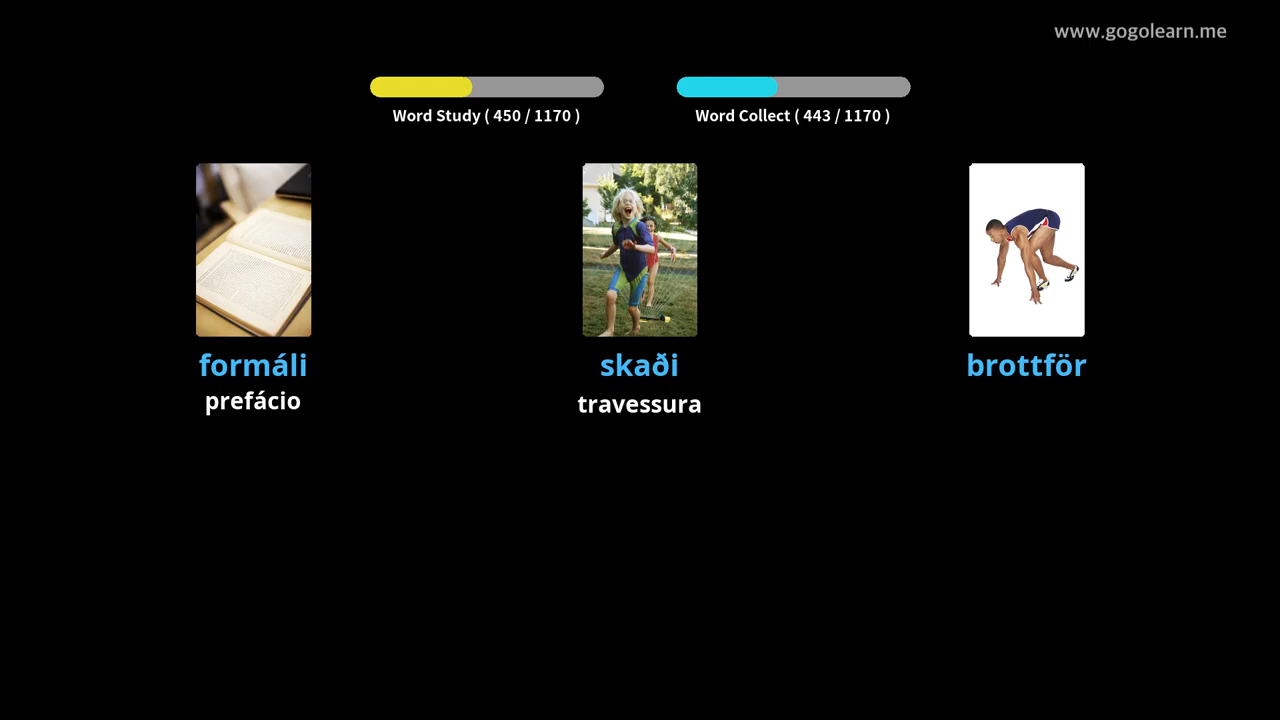 www.gogolearn.me
Word Study ( 450 / 1170 )
Word Collect ( 443 / 1170 )
formáli
prefácio
skaði
travessura
brottför